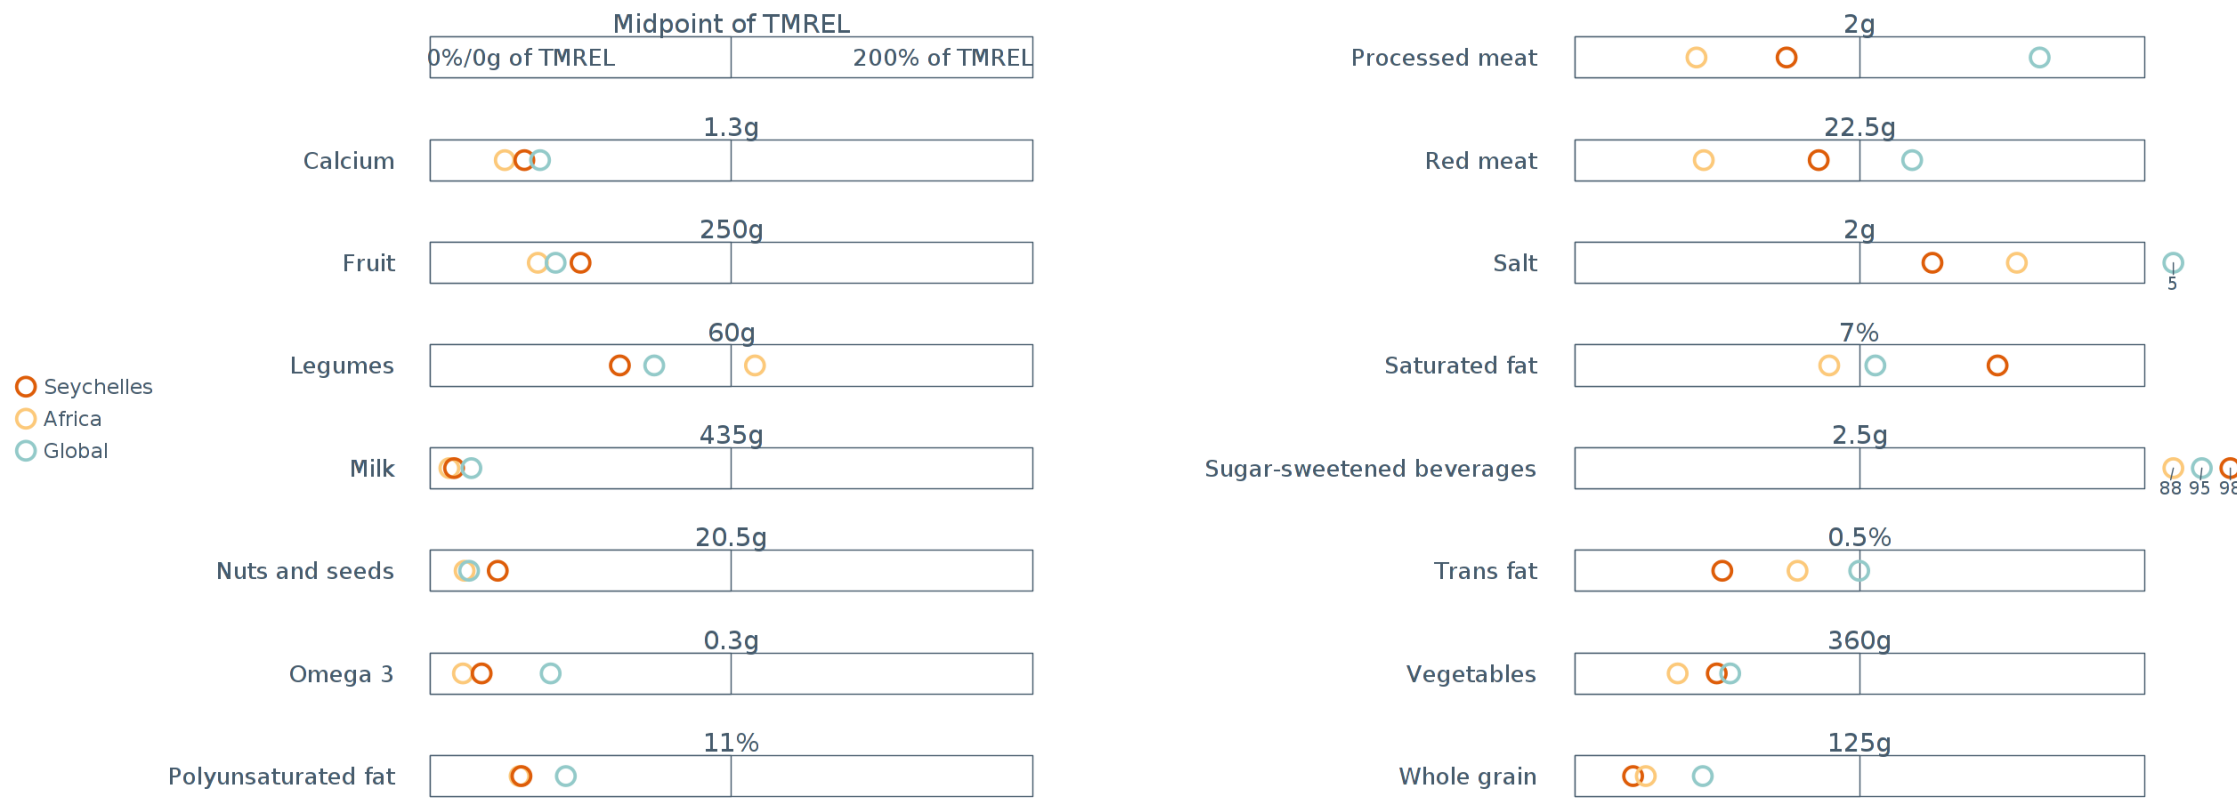 Midpoint of TMREL
0%/0g of TMREL
200% of TMREL
Calcium
1.3g
Fruit
250g
Legumes
60g
Milk
435g
Nuts and seeds
20.5g
Omega 3
0.3g
Polyunsaturated fat
11%
Seychelles
Africa
Global
Processed meat
2g
Red meat
22.5g
Salt
2g
5
Saturated fat
7%
Sugar-sweetened beverages
2.5g
88 95 98
Trans fat
0.5%
Vegetables
360g
Whole grain
125g